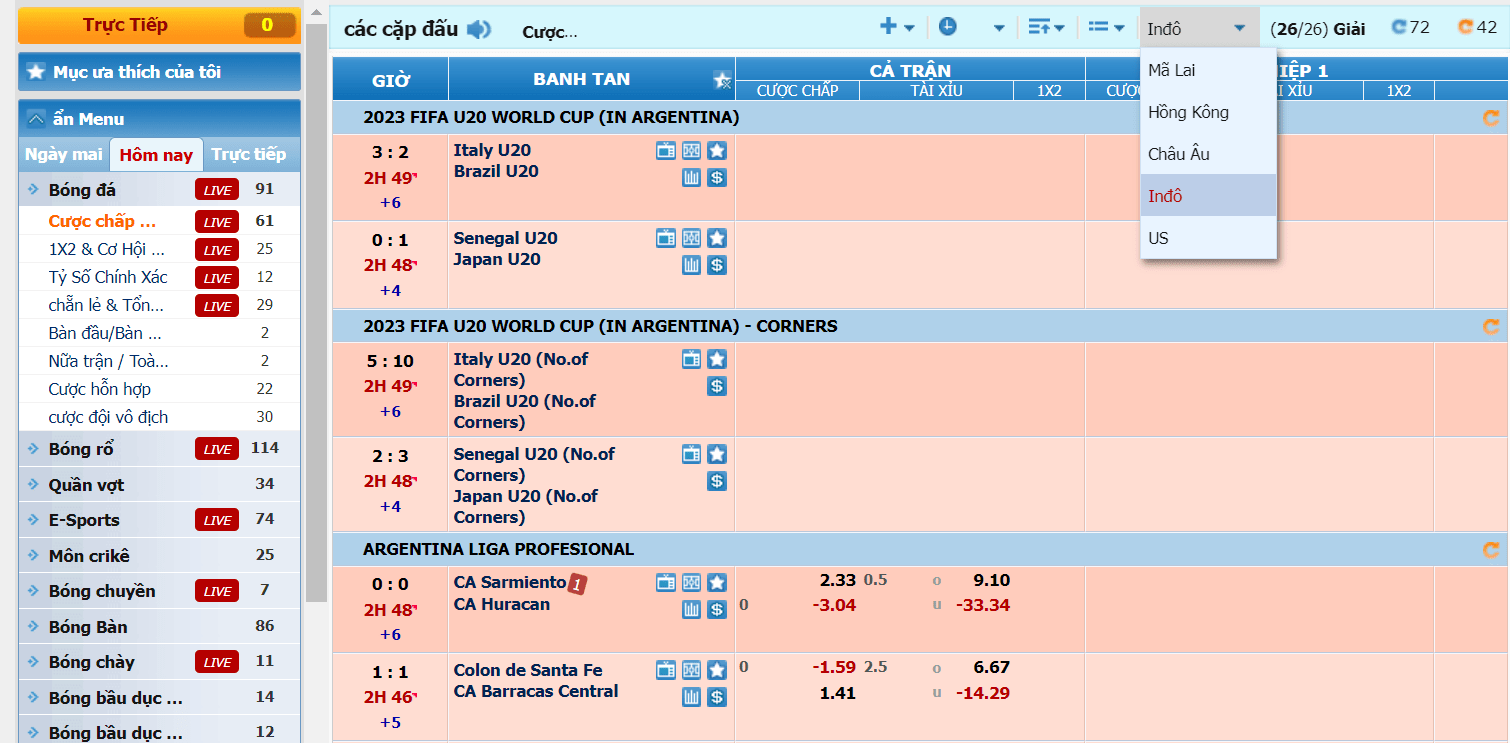 Trực Tiếp 0
Mục ưa thích của tôi
ẩn Menu
Ngày mai Hôm nay Trực tiếp
Bóng đá LIVE 91
Cược chấp ... LIVE 61
1X2 & Cơ Hội ... LIVE 25
Tỷ Số Chính Xác LIVE 12
chẵn lẻ & Tổn... LIVE 29
Bàn đầu/Bàn ... 2
Nữa trận / Toà... 2
Cược hỗn hợp 22
cược đội vô địch 30
Bóng rổ LIVE 114
Quần vợt 34
E-Sports LIVE 74
Môn crikê 25
Bóng chuyền LIVE 7
Bóng Bàn 86
Bóng chày LIVE 11
Bóng bầu dục ... 14
Bóng bầu dục ... 12
các cặp đấu Cược... Inđô (26/26) Giải 72 42
Mã Lai
Hồng Kông
Châu Âu
Inđô
US
GIỜ BANH TAN CẢ TRẬN IỆP 1
CƯỢC CHẤP TÀI XỈU 1X2 CƯỢC I XỈU 1X2
2023 FIFA U20 WORLD CUP (IN ARGENTINA)
3 : 2 Italy U20
2H 49' Brazil U20
+6
0 : 1 Senegal U20
2H 48' Japan U20
+4
2023 FIFA U20 WORLD CUP (IN ARGENTINA) - CORNERS
5 : 10 Italy U20 (No.of
Corners)
2H 49' Brazil U20 (No.of
+6 Corners)
2 : 3 Senegal U20 (No.of
Corners)
2H 48' Japan U20 (No.of
+4 Corners)
ARGENTINA LIGA PROFESIONAL
0 : 0 CA Sarmiento 1 2.33 0.5 o 9.10
2H 48' CA Huracan 0 -3.04 u -33.34
+6
1 : 1 Colon de Santa Fe 0 -1.59 2.5 o 6.67
2H 46' CA Barracas Central 1.41 u -14.29
+5